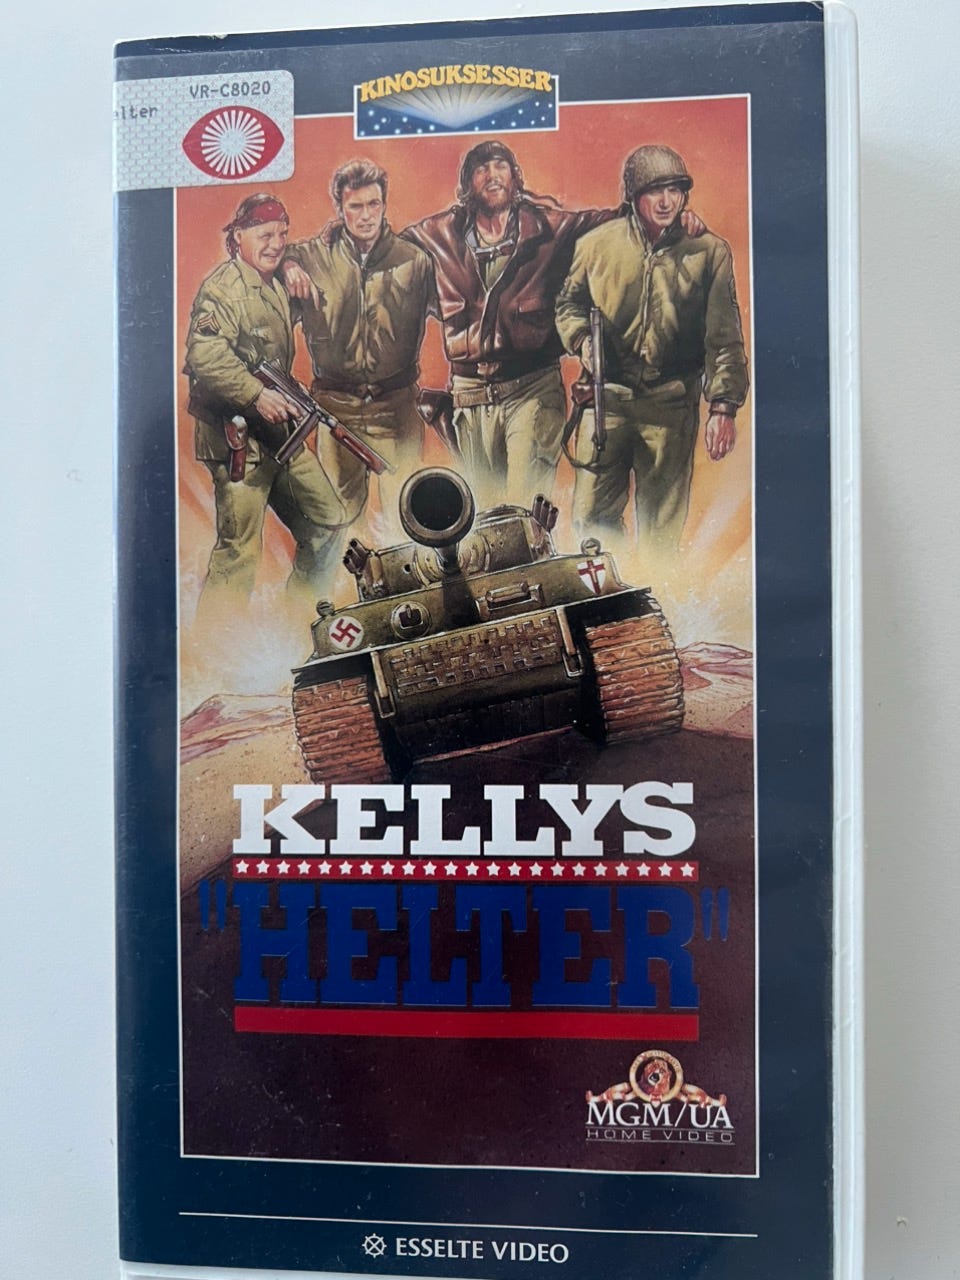 VR-C8020
elter
KINOSUKSESSER
KELLYS
"HELTER"
MGM/UA
HOME VIDEO
ESSELTE VIDEO